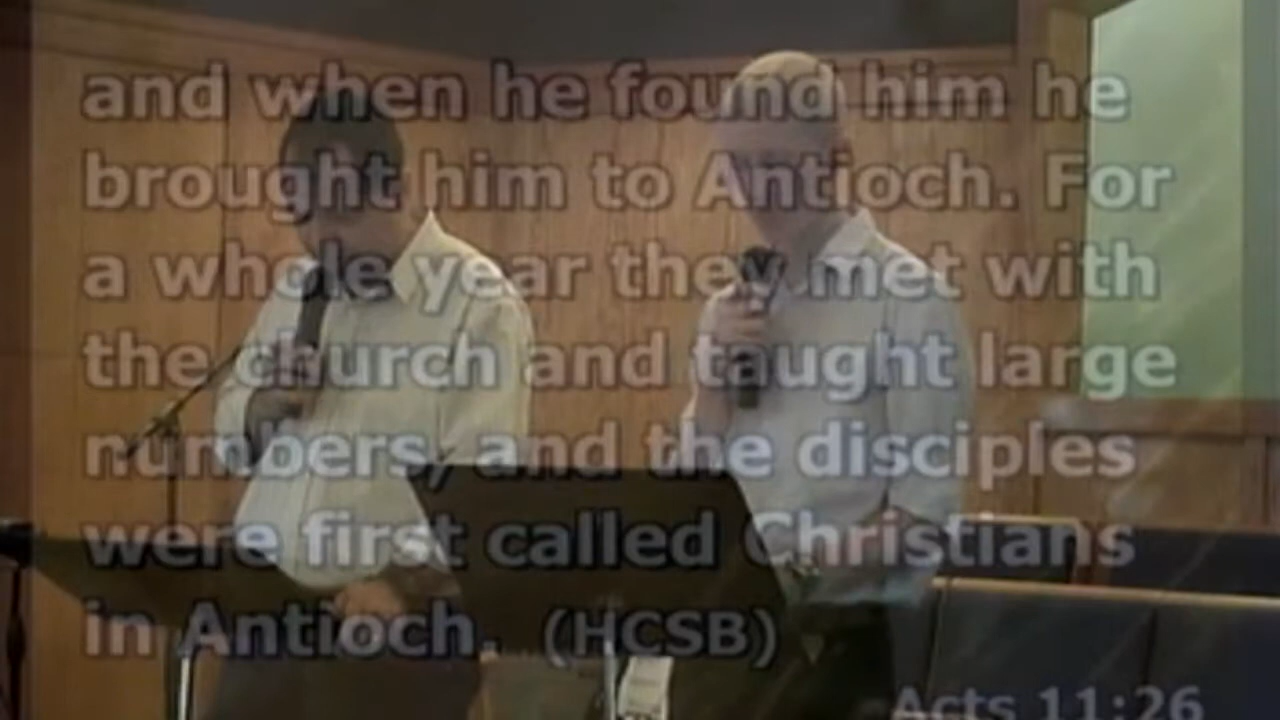 and when he found him he
brought him to Antioch. For
a whole year they met with
the church and taught large
numbers, and the disciples
were first called Christians
in Antioch. (HCSB)
Acts 11:26